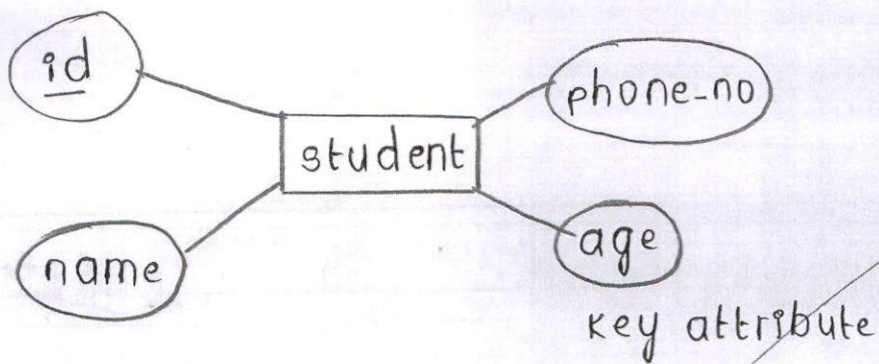 id
phone-no
student
name
age
key attribute